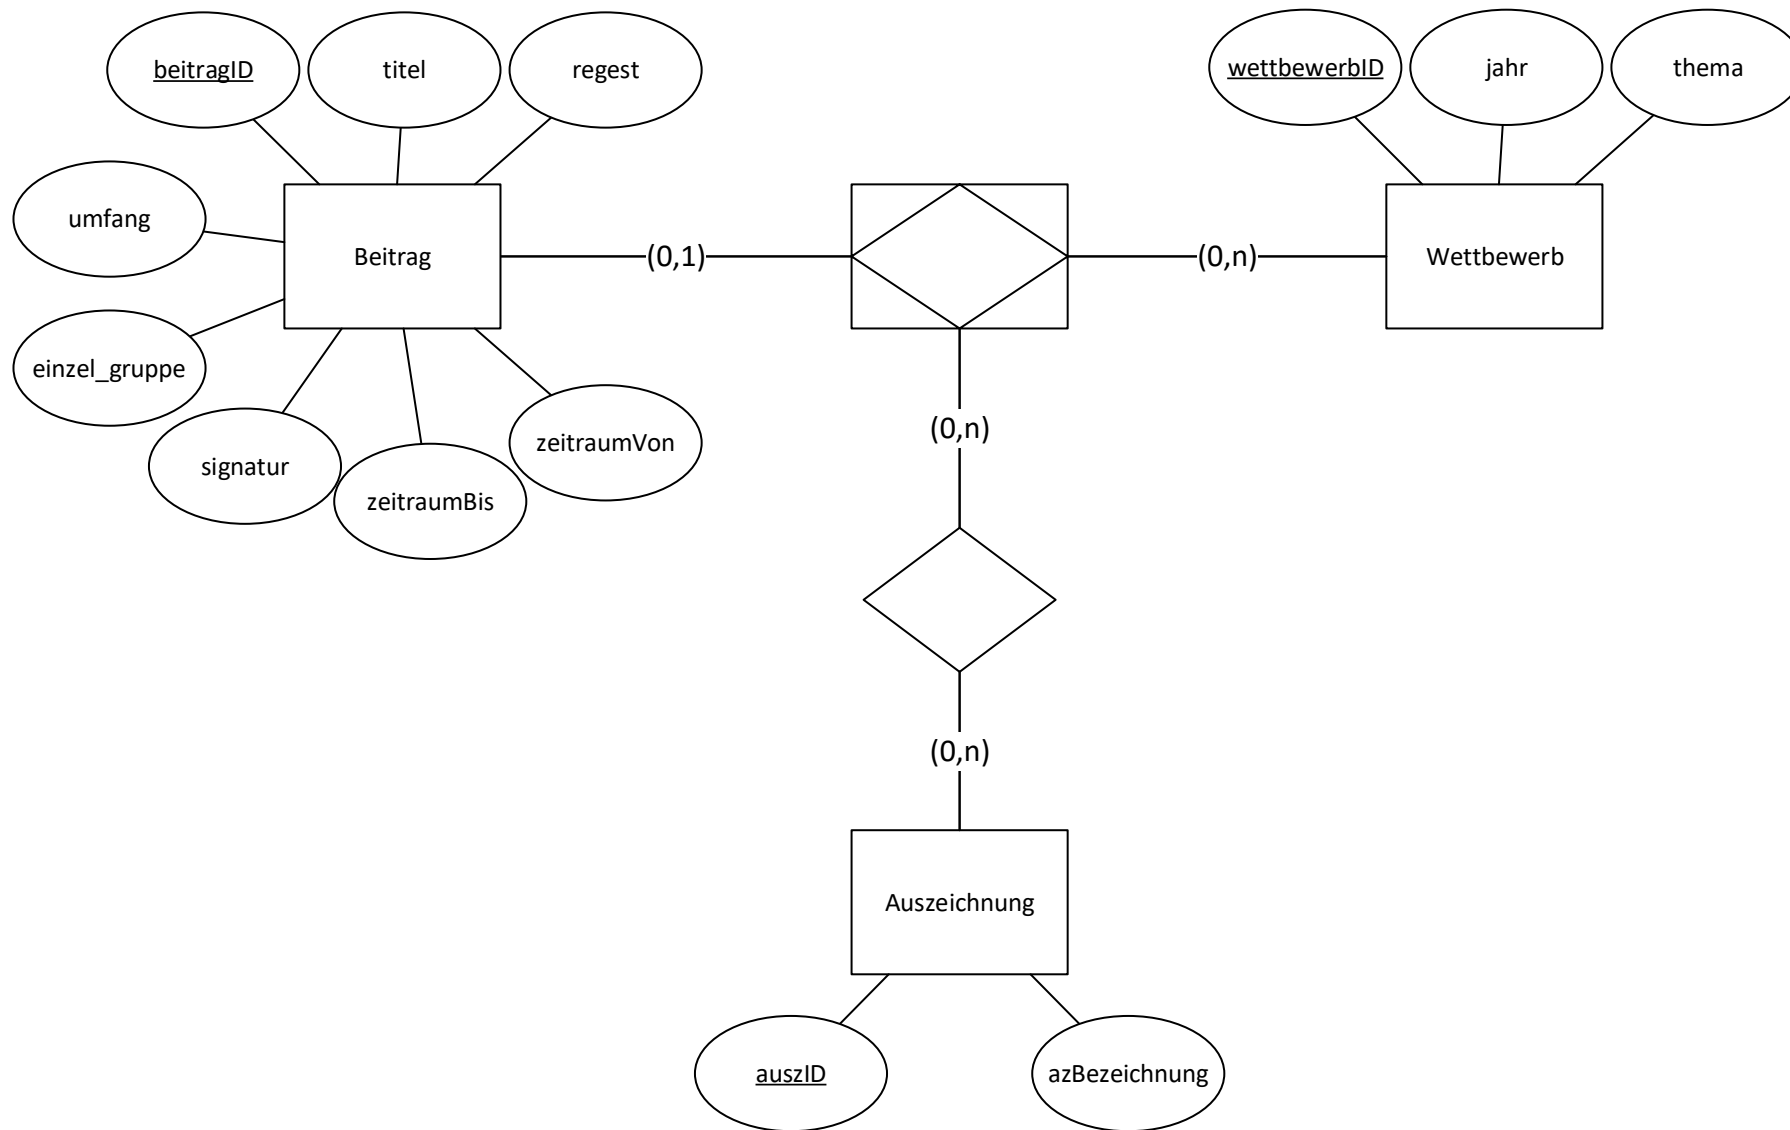 beitragID
titel
regest
wettbewerbID
jahr
thema
umfang
Beitrag
(0,1)
(0,n)
Wettbewerb
einzel_gruppe
signatur
zeitraumBis
zeitraumVon
(0,n)
(0,n)
Auszeichnung
auszID
azBezeichnung